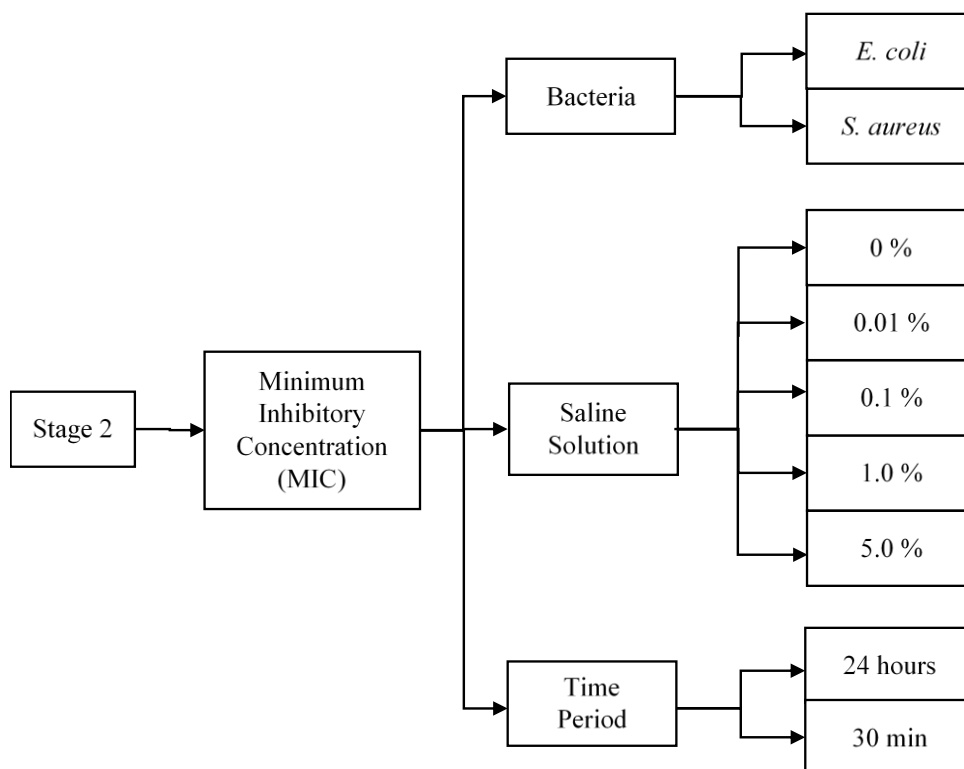 Stage 2
Minimum
Inhibitory
Concentration
(MIC)
Bacteria
E. coli
S. aureus
Saline
Solution
0 %
0.01 %
0.1 %
1.0 %
5.0 %
Time
Period
24 hours
30 min